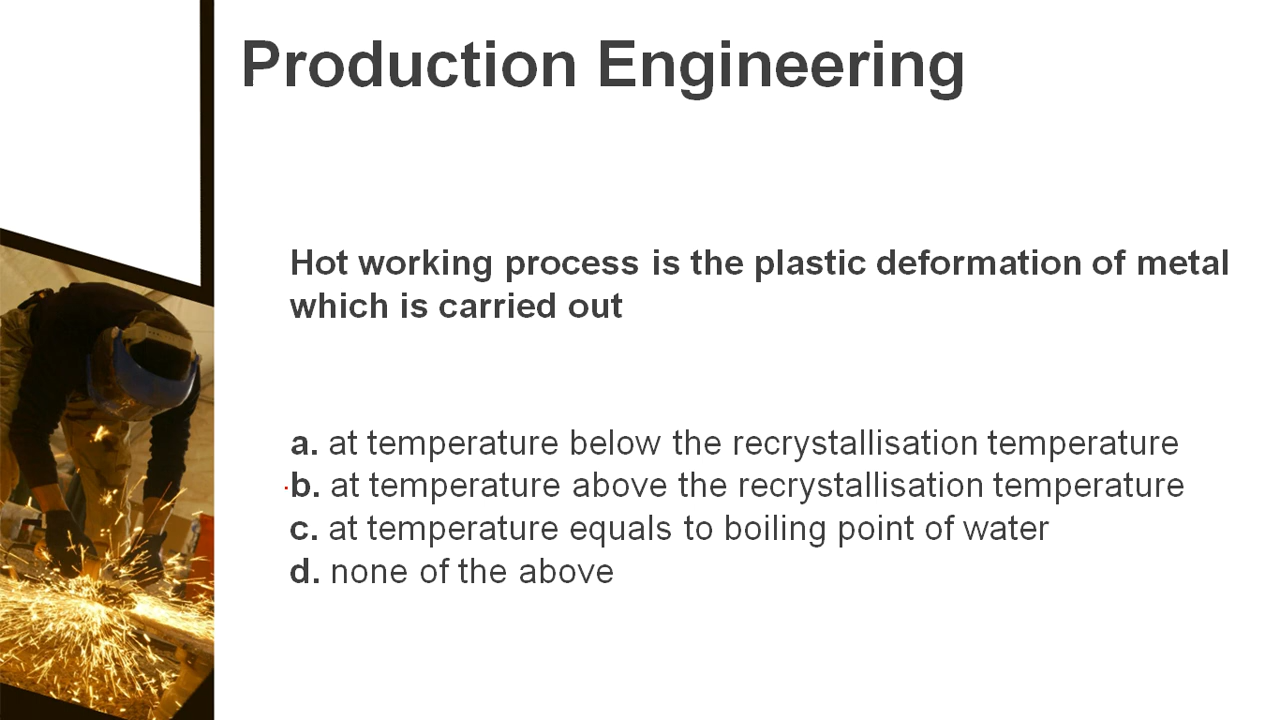 Production Engineering
Hot working process is the plastic deformation of metal
which is carried out
a. at temperature below the recrystallisation temperature
b. at temperature above the recrystallisation temperature
c. at temperature equals to boiling point of water
d. none of the above